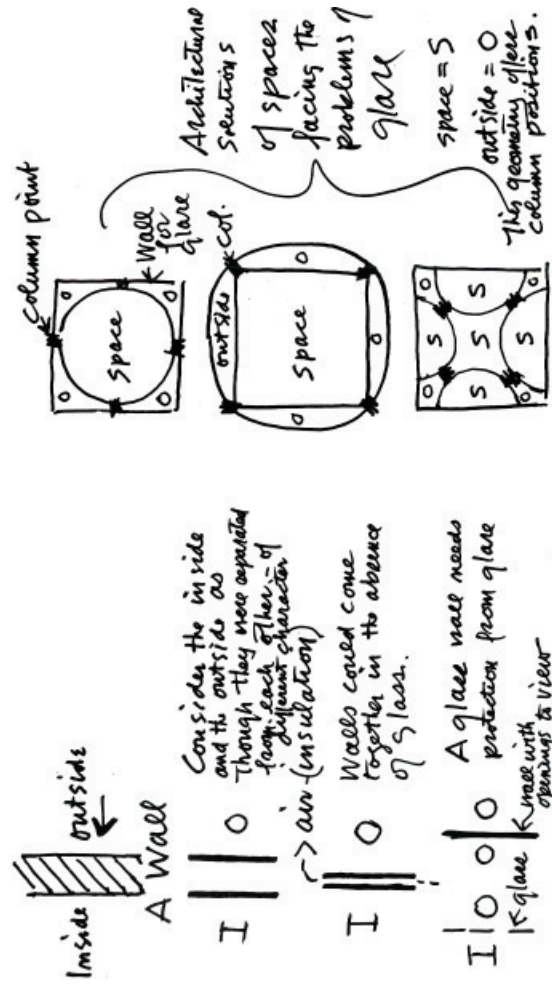 Inside
outside
A Wall
I
O
Consider the inside
and the outside as
Though they were separated
from each other – of
different character
air (insulation)
I
O
Walls could come
together in the absence
of glass.
I
O
O
O
glare
A glare wall needs
protection from glare
wall with
openings to view
column point
O
O
space
O
O
Wall
for
glare
outside
col.
O
space
O
O
O
S
O
S
S
S
O
S
O
Architectural
solutions
of spaces
facing the
problems of
glare
space = S
outside = O
This geometry offers
column positions.